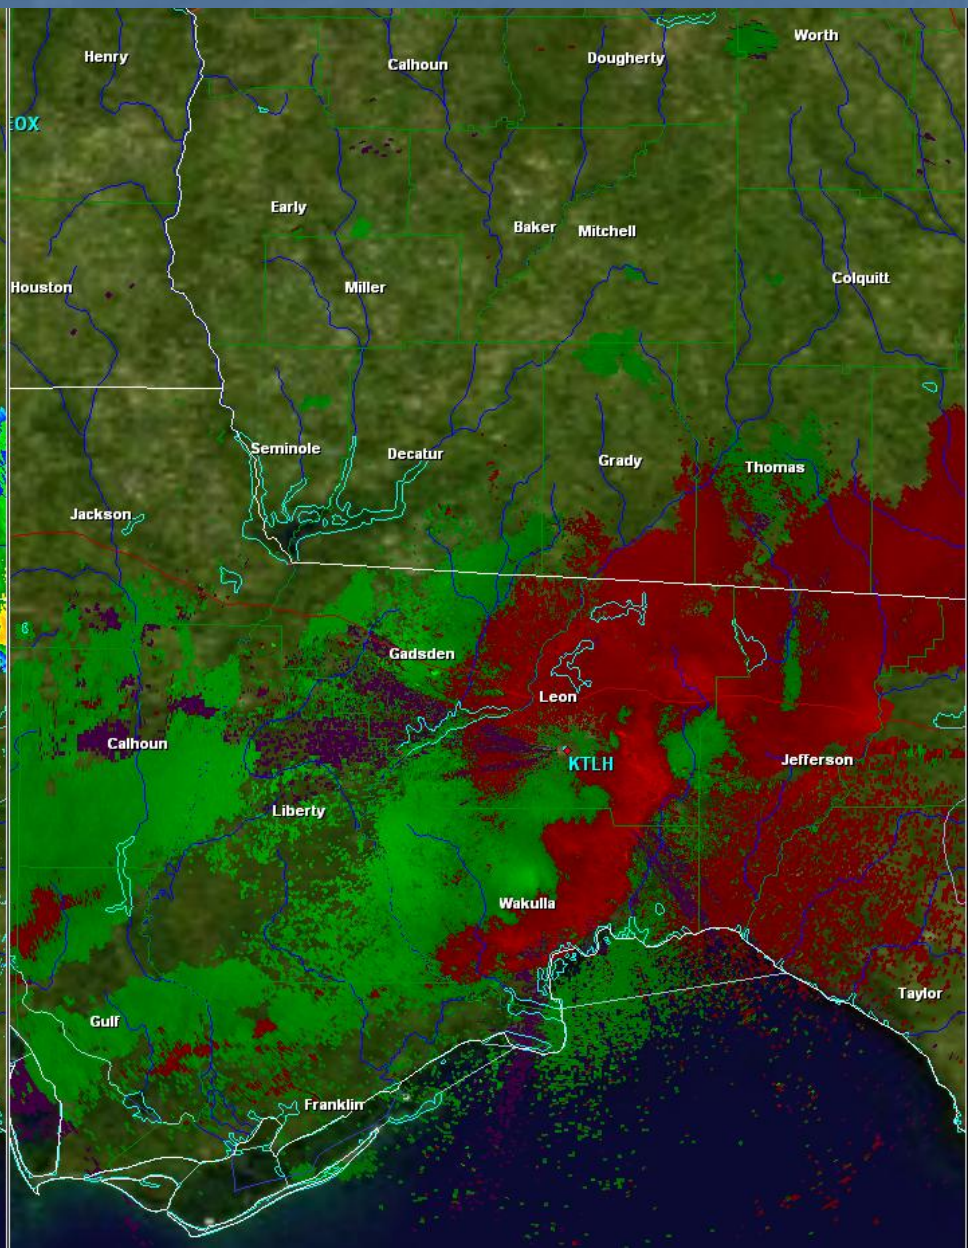 Worth
Henry
Calhoun
Dougherty
EOX
Early
Baker
Mitchell
Houston
Miller
Colquitt
Seminole
Decatur
Grady
Thomas
Jackson
Gadsden
Leon
Calhoun
KTLH
Jefferson
Liberty
Wakulla
Taylor
Gulf
Franklin